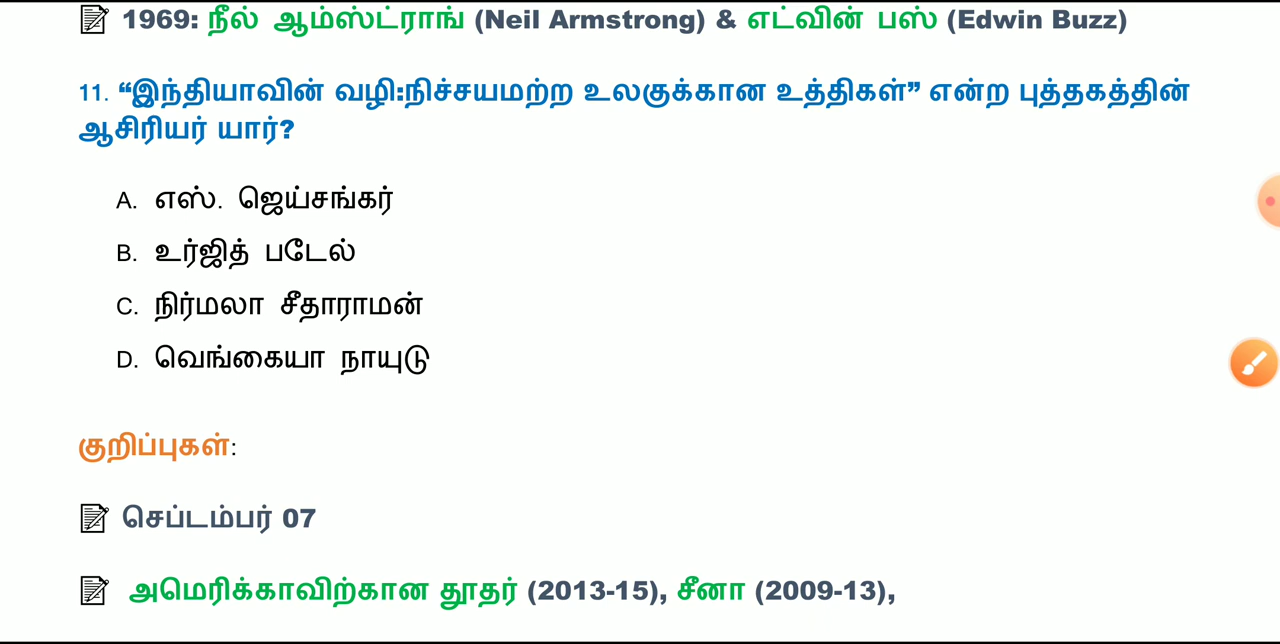 1969: நீல் ஆம்ஸ்ட்ராங் (Neil Armstrong) & எட்வின் பஸ் (Edwin Buzz)
11. “இந்தியாவின் வழி:நிச்சயமற்ற உலகுக்கான உத்திகள்” என்ற புத்தகத்தின்
ஆசிரியர் யார்?
A. எஸ். ஜெய்சங்கர்
B. உர்ஜித் படேல்
C. நிர்மலா சீதாராமன்
D. வெங்கையா நாயுடு
குறிப்புகள்:
செப்டம்பர் 07
அமெரிக்காவிற்கான தூதர் (2013-15), சீனா (2009-13),